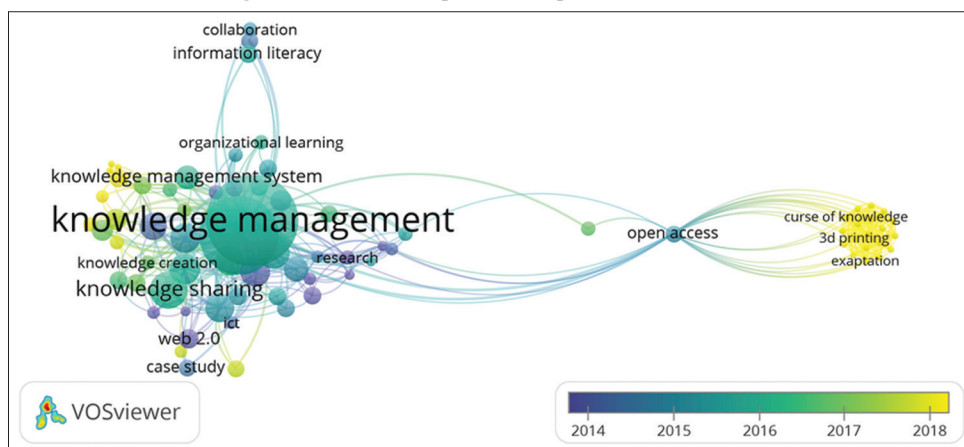 collaboration
information literacy
organizational learning
knowledge management system
knowledge management
curse of knowledge
open access
3d printing
research
knowledge creation
exaptation
knowledge sharing
ict
web 2.0
case study
VOSviewer
2014 2015 2016 2017 2018